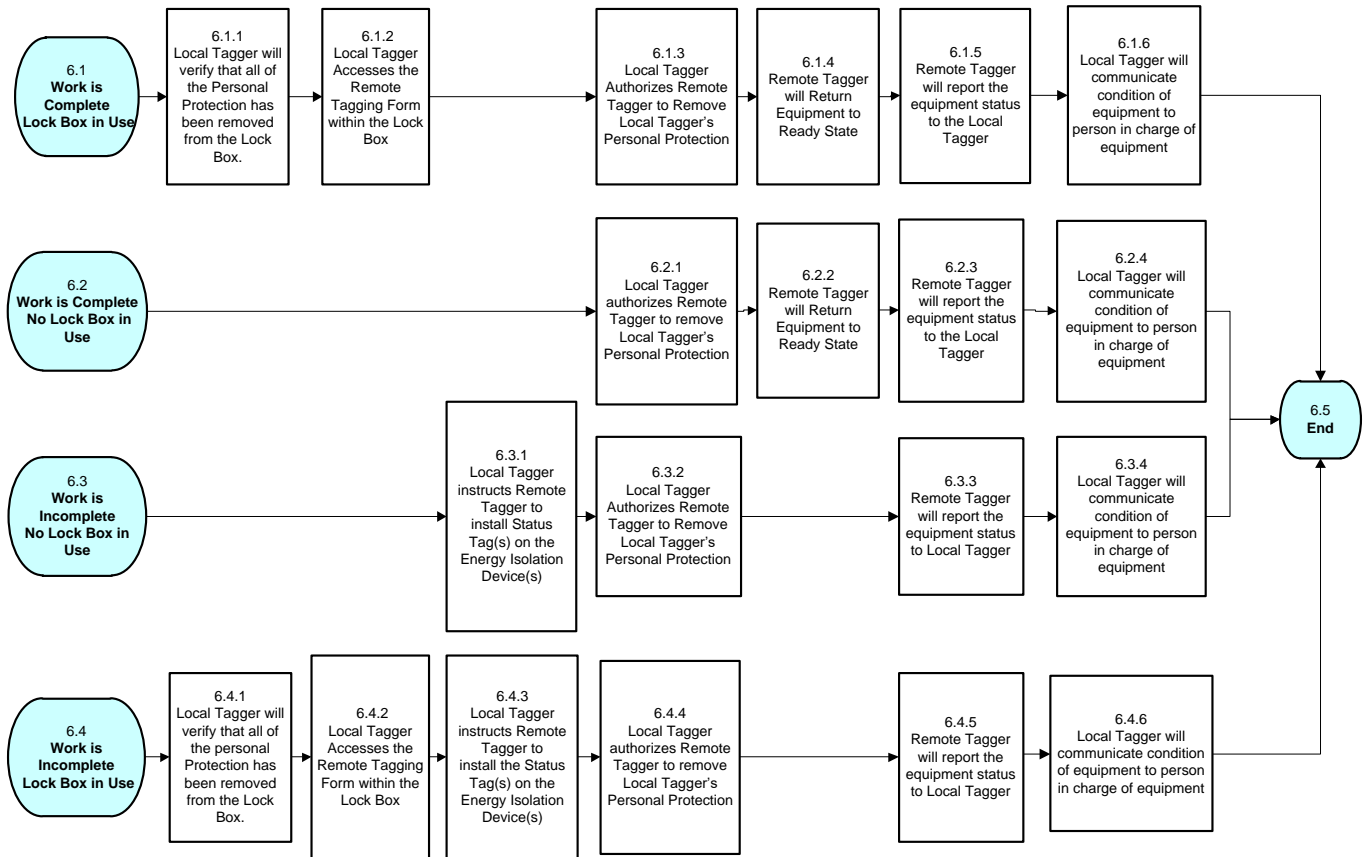 6.1
Work is
Complete
Lock Box in Use
6.1.1
Local Tagger will
verify that all of
the Personal
Protection has
been removed
from the Lock
Box.
6.1.2
Local Tagger
Accesses the
Remote
Tagging Form
within the Lock
Box
6.1.3
Local Tagger
Authorizes Remote
Tagger to Remove
Local Tagger's
Personal Protection
6.1.4
Remote Tagger
will Return
Equipment to
Ready State
6.1.5
Remote Tagger
will report the
equipment status
to the Local
Tagger
6.1.6
Local Tagger will
communicate
condition of
equipment to
person in charge of
equipment
6.2
Work is Complete
No Lock Box in
Use
6.2.1
Local Tagger
authorizes Remote
Tagger to remove
Local Tagger's
Personal Protection
6.2.2
Remote Tagger
will Return
Equipment to
Ready State
6.2.3
Remote Tagger
will report the
equipment status
to the Local
Tagger
6.2.4
Local Tagger will
communicate
condition of
equipment to person
in charge of
equipment
6.5
End
6.3
Work is
Incomplete
No Lock Box in
Use
6.3.1
Local Tagger
instructs Remote
Tagger to
install Status
Tag(s) on the
Energy Isolation
Device(s)
6.3.2
Local Tagger
Authorizes Remote
Tagger to Remove
Local Tagger's
Personal Protection
6.3.3
Remote Tagger
will report the
equipment status
to Local Tagger
6.3.4
Local Tagger will
communicate
condition of
equipment to person
in charge of
equipment
6.4
Work is
Incomplete
Lock Box in Use
6.4.1
Local Tagger will
verify that all of
the personal
Protection has
been removed
from the Lock
Box.
6.4.2
Local Tagger
Accesses the
Remote Tagging
Form within the
Lock Box
6.4.3
Local Tagger
instructs Remote
Tagger to
install the Status
Tag(s) on the
Energy Isolation
Device(s)
6.4.4
Local Tagger
authorizes Remote
Tagger to remove
Local Tagger's
Personal Protection
6.4.5
Remote Tagger
will report the
equipment status
to Local Tagger
6.4.6
Local Tagger will
communicate condition
of equipment to person
in charge of equipment